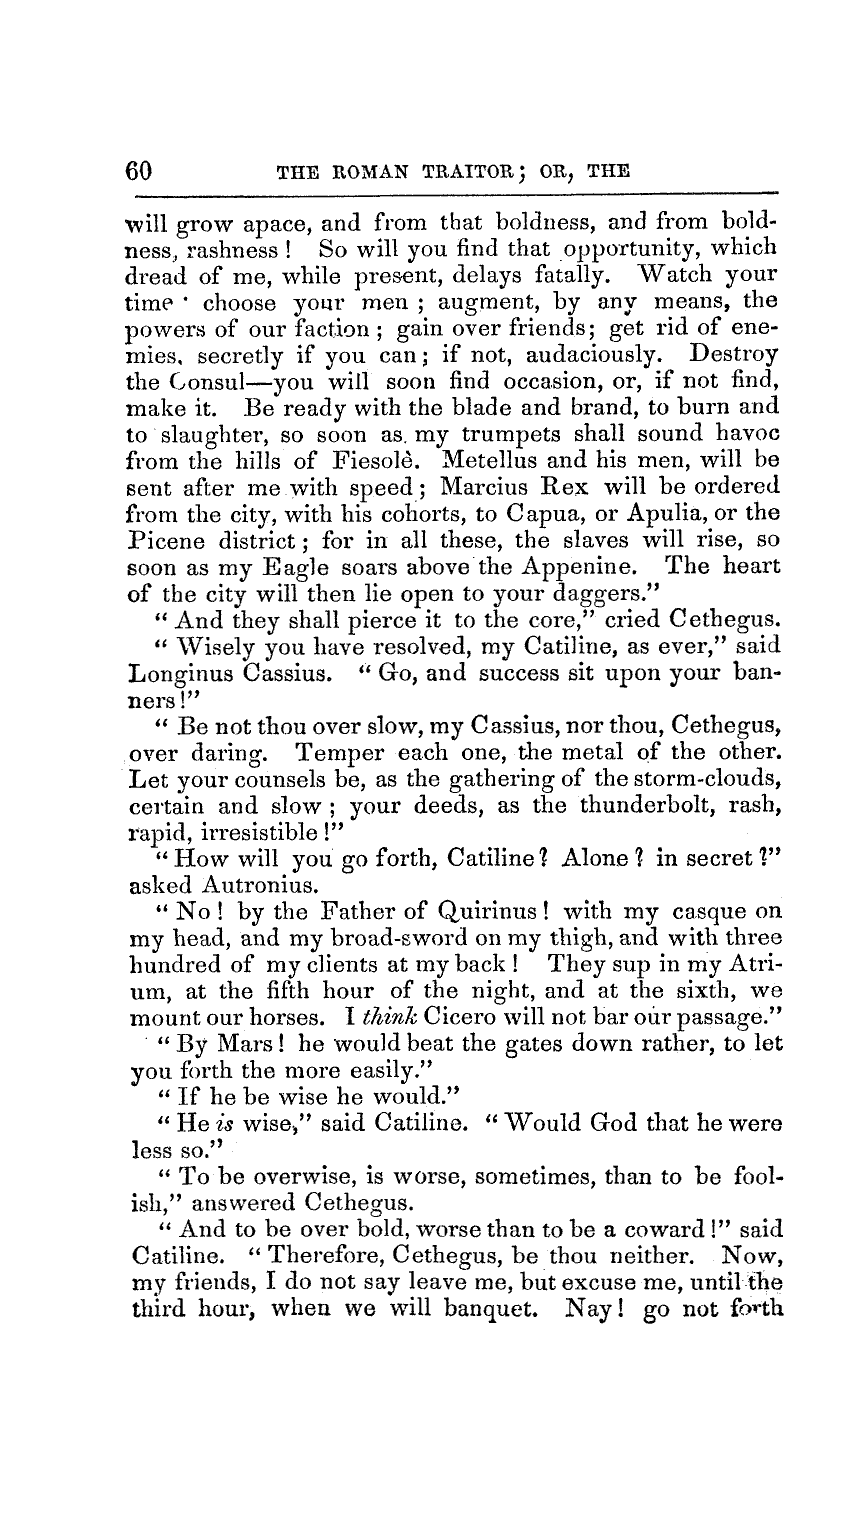 60 THE ROMAN TRAITOR; OR, THE
will grow apace, and from that boldness, and from bold-
ness, rashness! So will you find that opportunity, which
dread of me, while present, delays fatally. Watch your
time · choose your men; augment, by any means, the
powers of our faction; gain over friends; get rid of ene-
mies, secretly if you can; if not, audaciously. Destroy
the Consul—you will soon find occasion, or, if not find,
make it. Be ready with the blade and brand, to burn and
to slaughter, so soon as my trumpets shall sound havoc
from the hills of Fiesolè. Metellus and his men, will be
sent after me with speed; Marcius Rex will be ordered
from the city, with his cohorts, to Capua, or Apulia, or the
Picene district; for in all these, the slaves will rise, so
soon as my Eagle soars above the Appenine. The heart
of the city will then lie open to your daggers."
"And they shall pierce it to the core," cried Cethegus.
"Wisely you have resolved, my Catiline, as ever," said
Longinus Cassius. "Go, and success sit upon your ban-
ners!"
"Be not thou over slow, my Cassius, nor thou, Cethegus,
over daring. Temper each one, the metal of the other.
Let your counsels be, as the gathering of the storm-clouds,
certain and slow; your deeds, as the thunderbolt, rash,
rapid, irresistible!"
"How will you go forth, Catiline? Alone? in secret?"
asked Autronius.
"No! by the Father of Quirinus! with my casque on
my head, and my broad-sword on my thigh, and with three
hundred of my clients at my back! They sup in my Atri-
um, at the fifth hour of the night, and at the sixth, we
mount our horses. I think Cicero will not bar our passage."
"By Mars! he would beat the gates down rather, to let
you forth the more easily."
"If he be wise he would."
"He is wise," said Catiline. "Would God that he were
less so."
"To be overwise, is worse, sometimes, than to be fool-
ish," answered Cethegus.
"And to be over bold, worse than to be a coward!" said
Catiline. "Therefore, Cethegus, be thou neither. Now,
my friends, I do not say leave me, but excuse me, until the
third hour, when we will banquet. Nay! go not forth